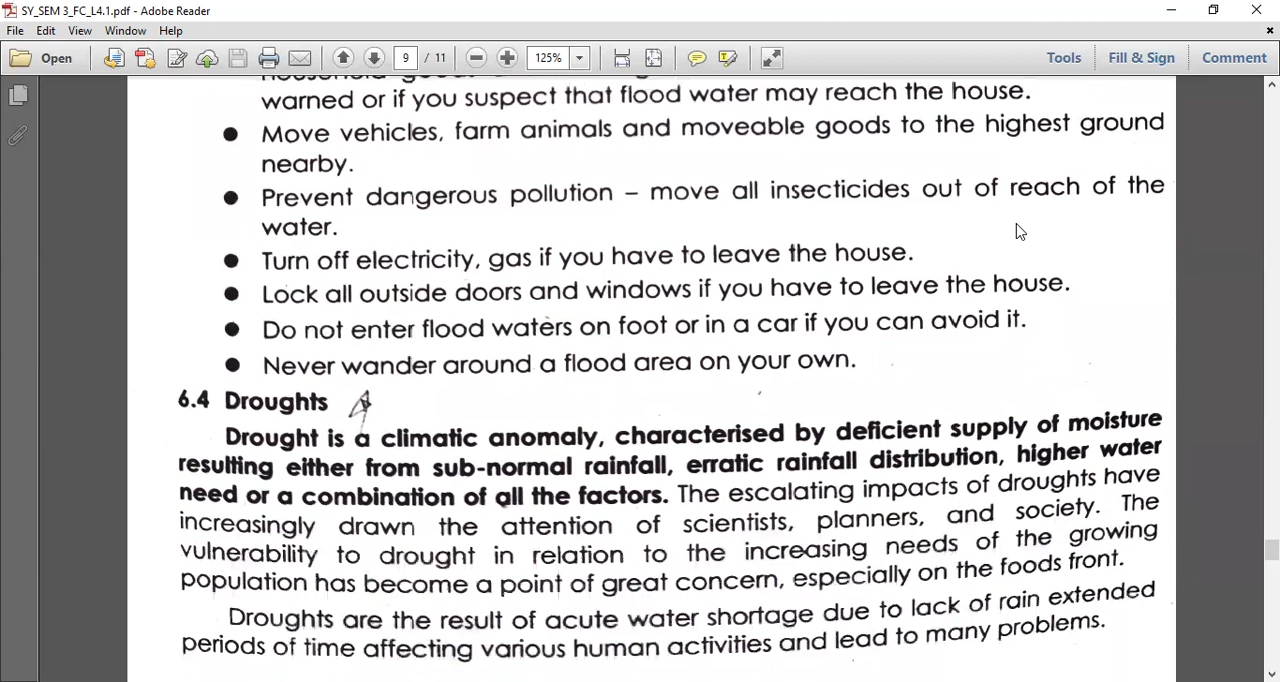 SY_SEM 3_FC_L4.1.pdf - Adobe Reader
File Edit View Window Help
Open 9 / 11 125% Tools Fill & Sign Comment
warned or if you suspect that flood water may reach the house.
● Move vehicles, farm animals and moveable goods to the highest ground
nearby.
● Prevent dangerous pollution – move all insecticides out of reach of the
water.
● Turn off electricity, gas if you have to leave the house.
● Lock all outside doors and windows if you have to leave the house.
● Do not enter flood waters on foot or in a car if you can avoid it.
● Never wander around a flood area on your own.
6.4 Droughts
Drought is a climatic anomaly, characterised by deficient supply of moisture
resulting either from sub-normal rainfall, erratic rainfall distribution, higher water
need or a combination of all the factors. The escalating impacts of droughts have
increasingly drawn the attention of scientists, planners, and society. The
vulnerability to drought in relation to the increasing needs of the growing
population has become a point of great concern, especially on the foods front.
Droughts are the result of acute water shortage due to lack of rain extended
periods of time affecting various human activities and lead to many problems.